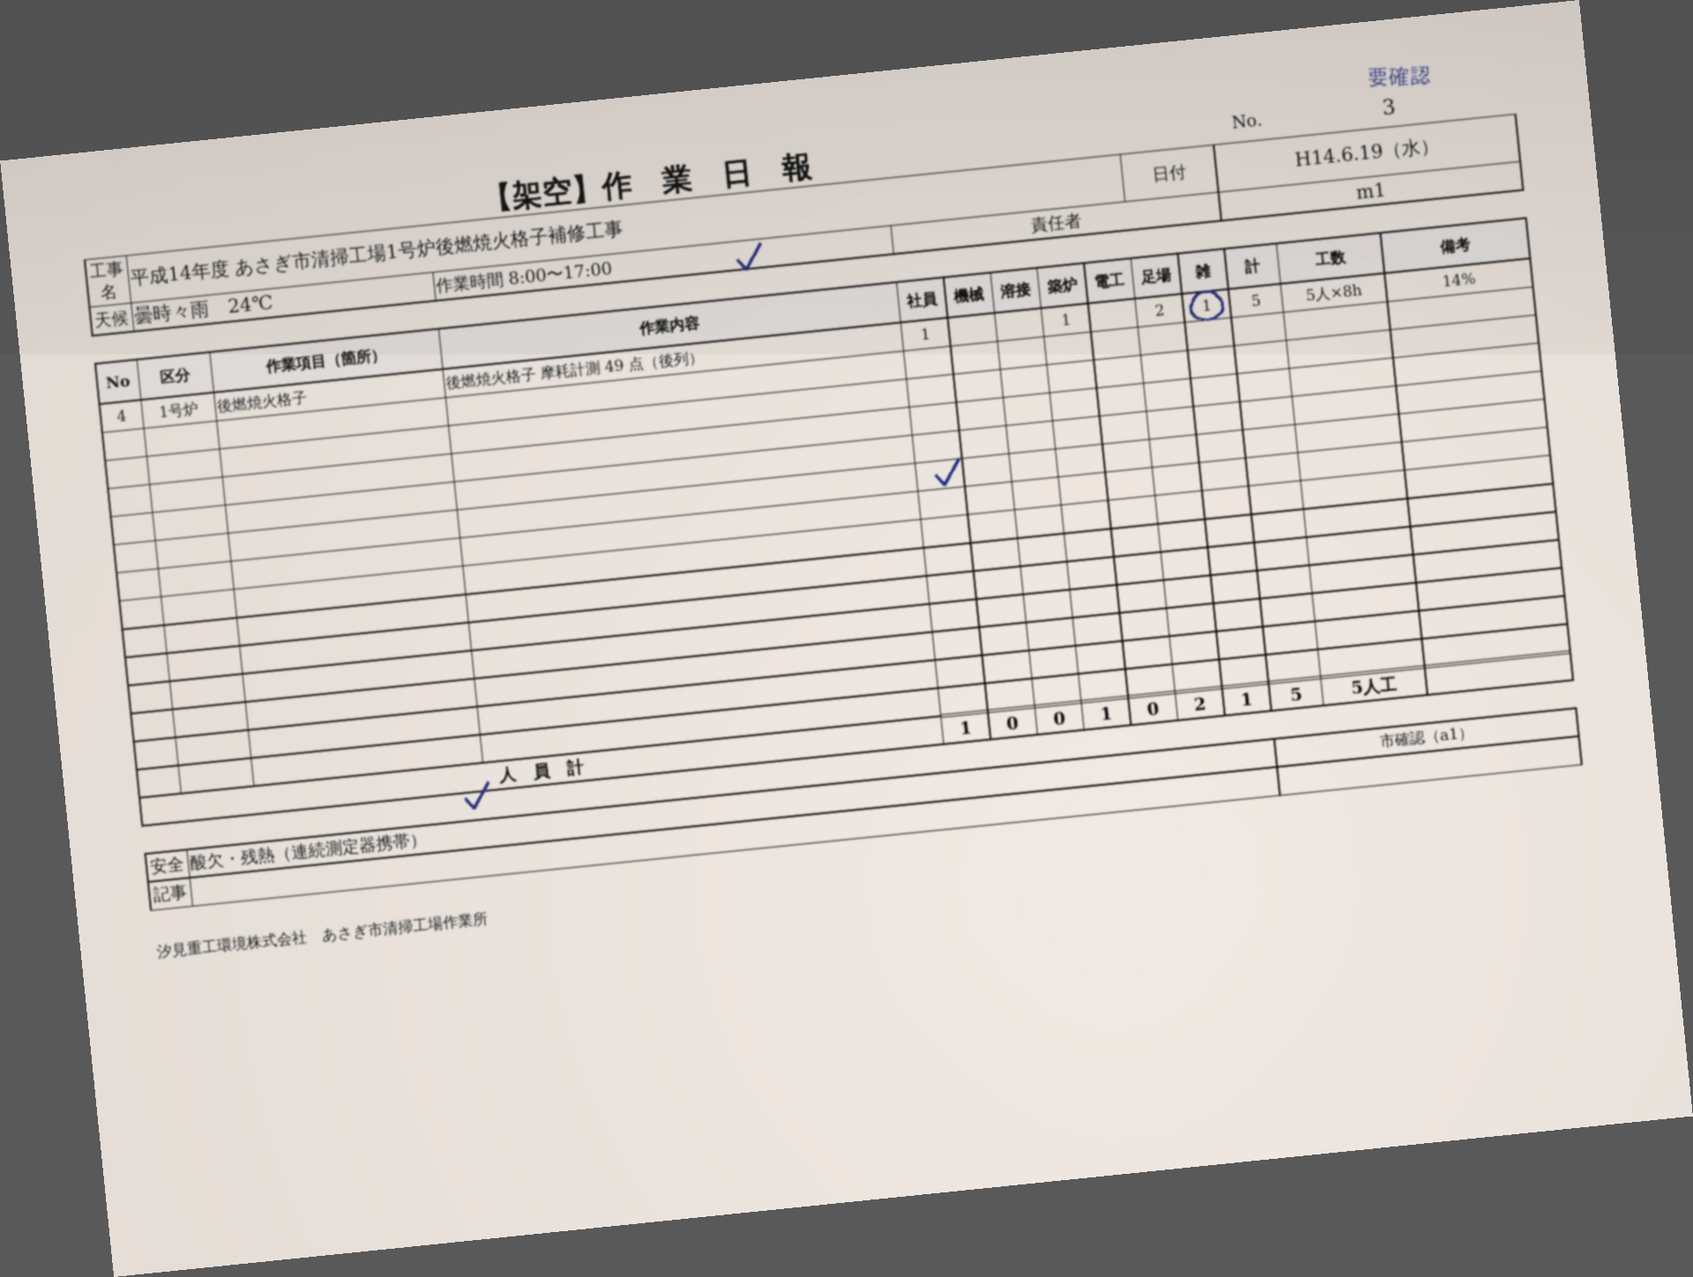 要確認
No. 3
【架空】作 業 日 報
工事名 平成14年度 あさぎ市清掃工場1号炉後燃焼火格子補修工事 日付 H14.6.19（水）
天候 曇時々雨 24℃ 作業時間 8:00〜17:00 責任者 m1
No 区分 作業項目（箇所） 作業内容 社員 機械 溶接 築炉 電工 足場 雑 計 工数 備考
4 1号炉 後燃焼火格子 後燃焼火格子 摩耗計測 49 点（後列） 1 1 2 1 5 5人×8h 14%
人 員 計 1 0 0 1 0 2 1 5 5人工
安全 酸欠・残熱（連続測定器携帯） 市確認（a1）
記事
汐見重工環境株式会社 あさぎ市清掃工場作業所